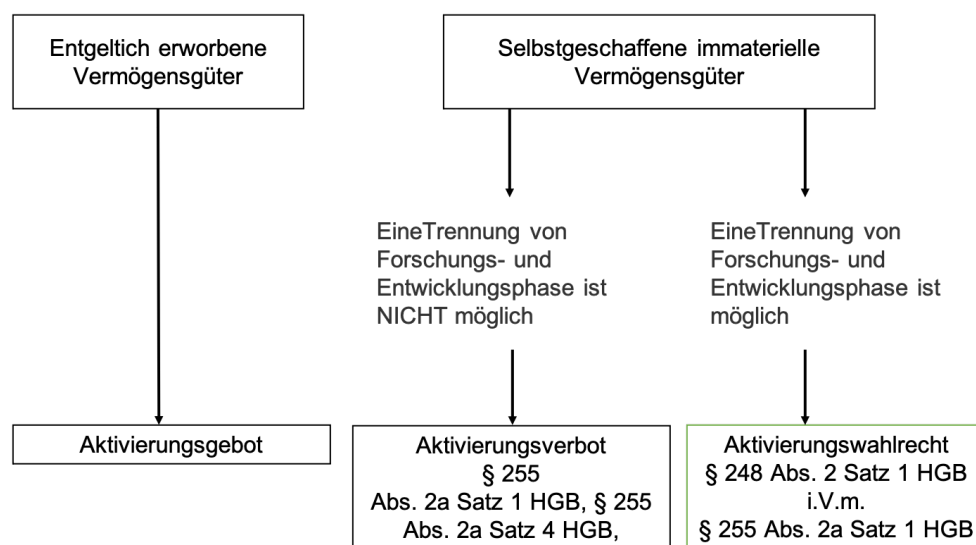 Entgeltich erworbene
Vermögensgüter
Selbstgeschaffene immaterielle
Vermögensgüter
EineTrennung von
Forschungs- und
Entwicklungsphase ist
NICHT möglich
EineTrennung von
Forschungs- und
Entwicklungsphase ist
möglich
Aktivierungsgebot
Aktivierungsverbot
§ 255
Abs. 2a Satz 1 HGB, § 255
Abs. 2a Satz 4 HGB,
Aktivierungswahlrecht
§ 248 Abs. 2 Satz 1 HGB
i.V.m.
§ 255 Abs. 2a Satz 1 HGB